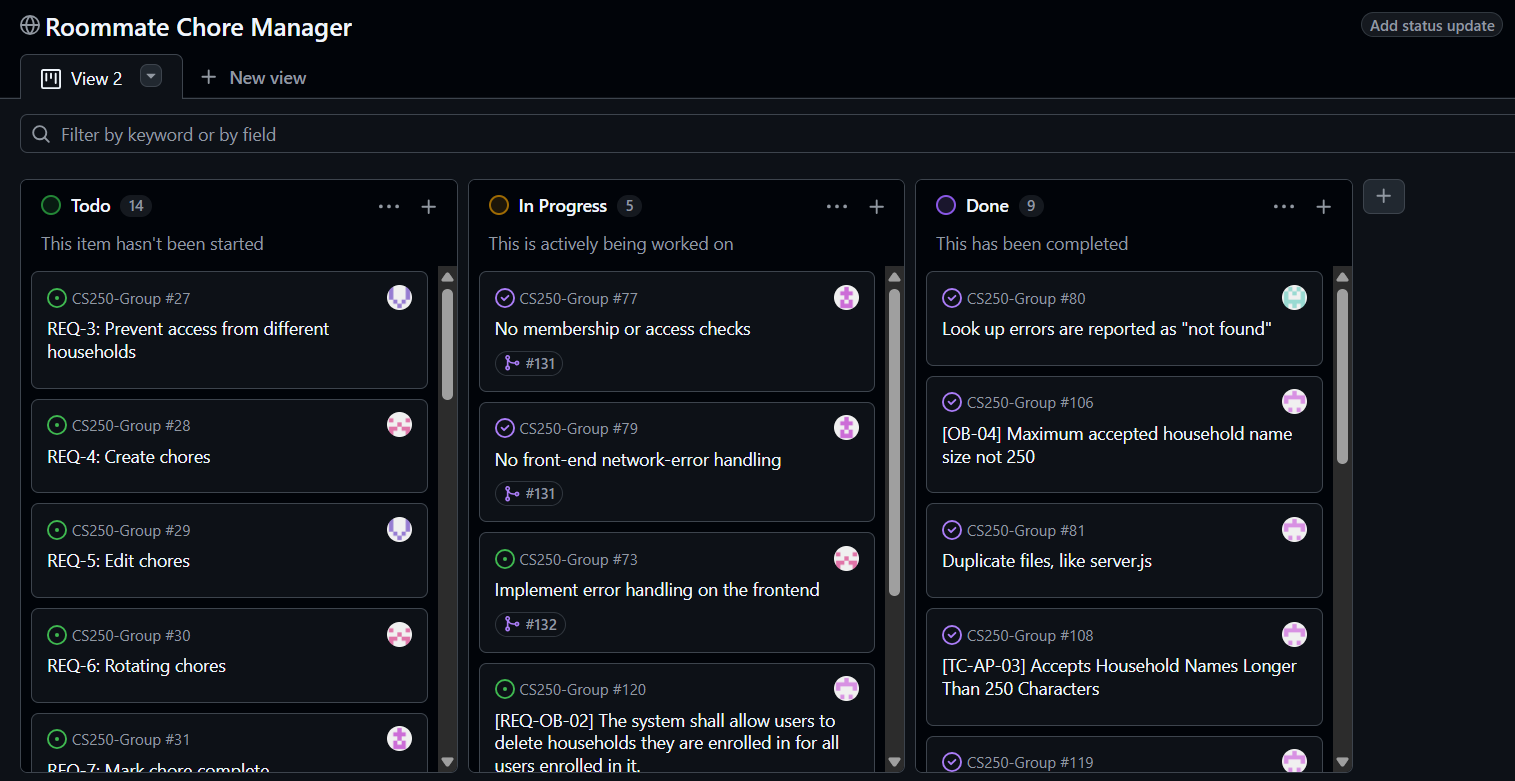 Roommate Chore Manager
Add status update
View 2
New view
Filter by keyword or by field
Todo 14
This item hasn't been started
CS250-Group #27
REQ-3: Prevent access from different
households
CS250-Group #28
REQ-4: Create chores
CS250-Group #29
REQ-5: Edit chores
CS250-Group #30
REQ-6: Rotating chores
CS250-Group #31
REQ-7: Mark chore complete
In Progress 5
This is actively being worked on
CS250-Group #77
No membership or access checks
#131
CS250-Group #79
No front-end network-error handling
#131
CS250-Group #73
Implement error handling on the frontend
#132
CS250-Group #120
[REQ-OB-02] The system shall allow users to
delete households they are enrolled in for all
users enrolled in it.
Done 9
This has been completed
CS250-Group #80
Look up errors are reported as "not found"
CS250-Group #106
[OB-04] Maximum accepted household name
size not 250
CS250-Group #81
Duplicate files, like server.js
CS250-Group #108
[TC-AP-03] Accepts Household Names Longer
Than 250 Characters
CS250-Group #119